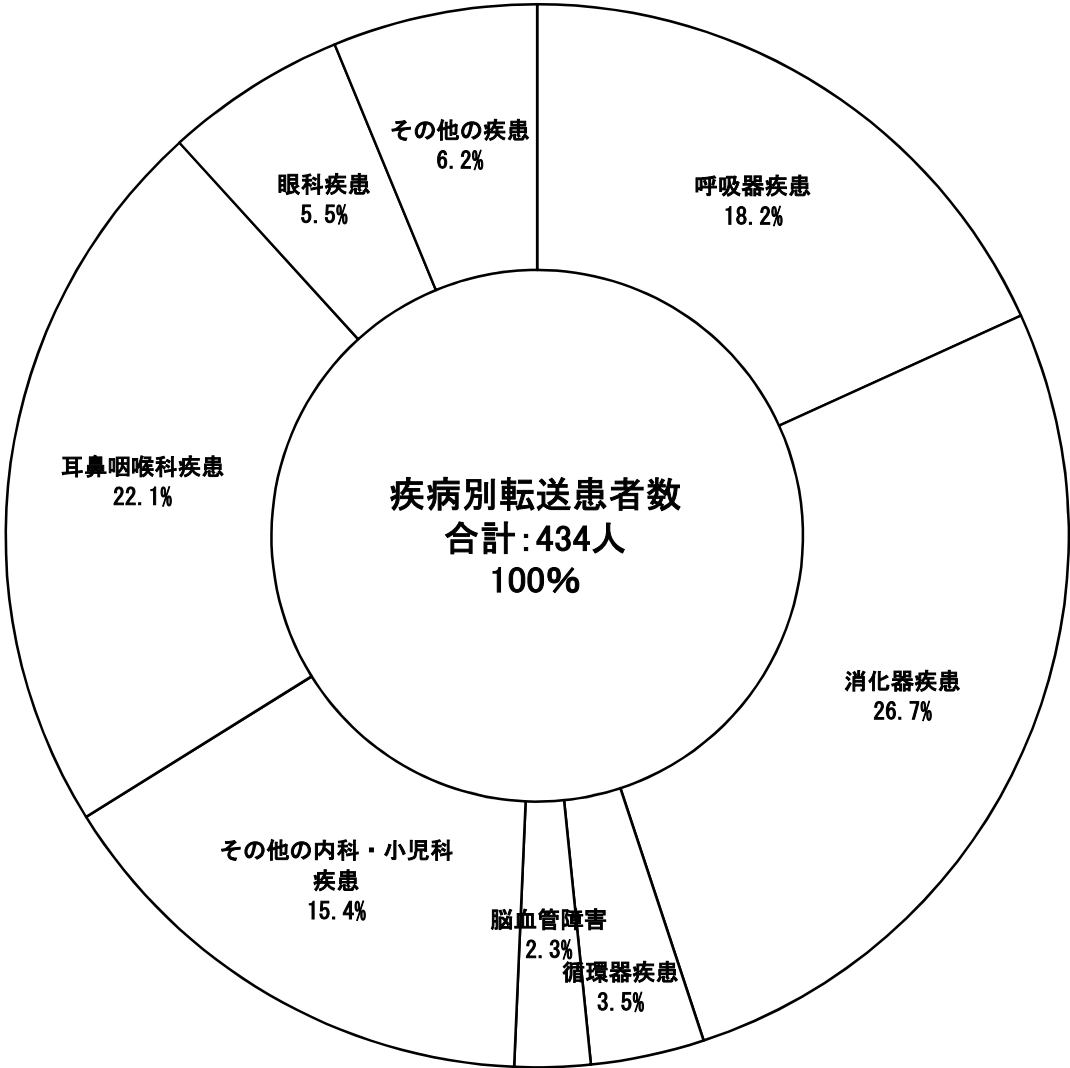 その他の疾患
6.2%
眼科疾患
5.5%
呼吸器疾患
18.2%
耳鼻咽喉科疾患
22.1%
疾病別転送患者数
合計：434人
100%
消化器疾患
26.7%
その他の内科・小児科
疾患
15.4%
脳血管障害
2.3%
循環器疾患
3.5%